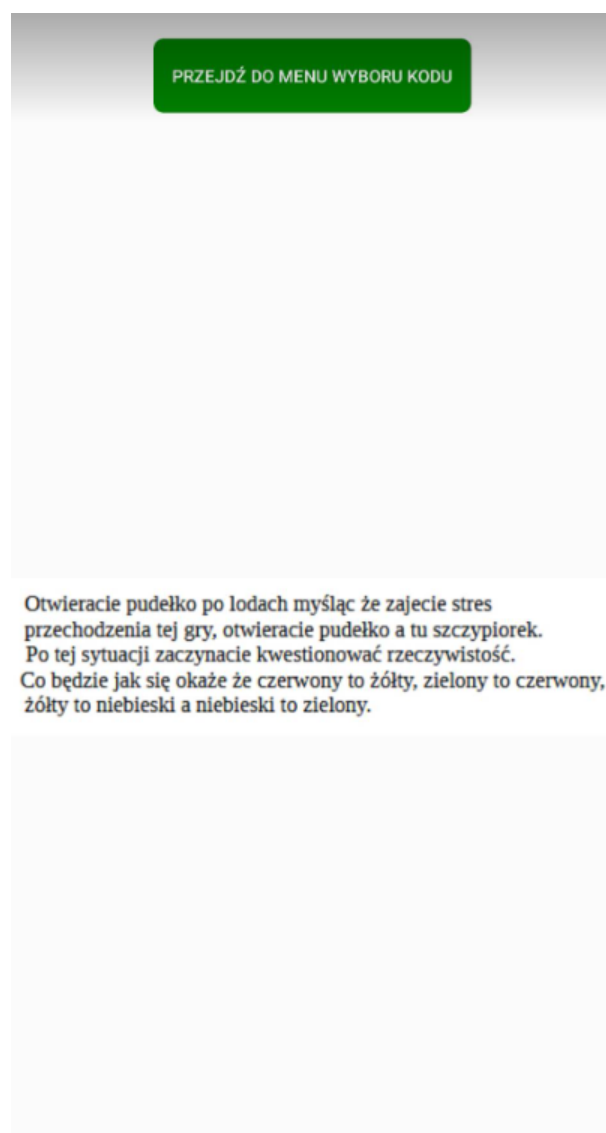 PRZEJDŹ DO MENU WYBORU KODU
Otwieracie pudełko po lodach myśląc że zajecie stres
przechodzenia tej gry, otwieracie pudełko a tu szczypiorek.
Po tej sytuacji zaczynacie kwestionować rzeczywistość.
Co będzie jak się okaże że czerwony to żółty, zielony to czerwony,
żółty to niebieski a niebieski to zielony.